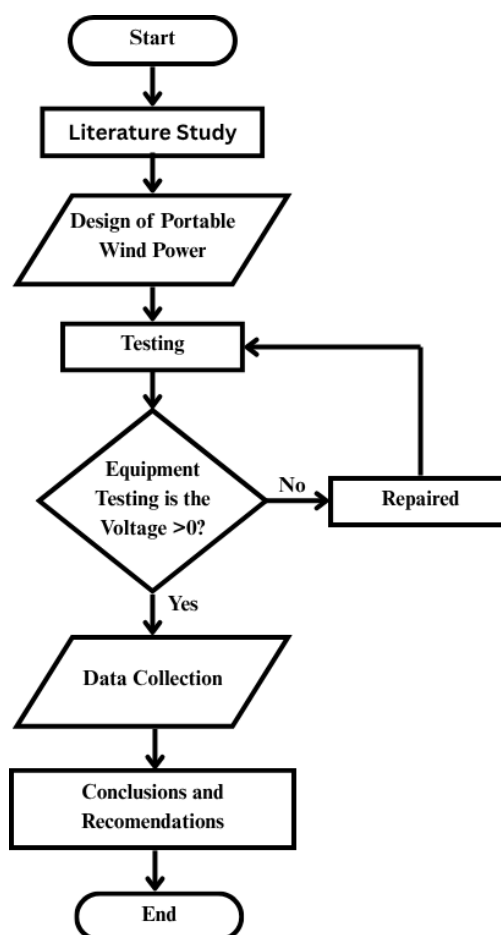 Start
Literature Study
Design of Portable
Wind Power
Testing
Equipment
Testing is the
Voltage >0?
No
Repaired
Yes
Data Collection
Conclusions and
Recomendations
End